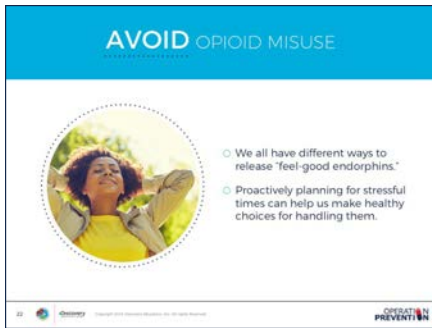 AVOID OPIOID MISUSE
We all have different ways to
release "feel-good endorphins."
Proactively planning for stressful
times can help us make healthy
choices for handling them.
22
Discovery
OPERATION
PREVENTION